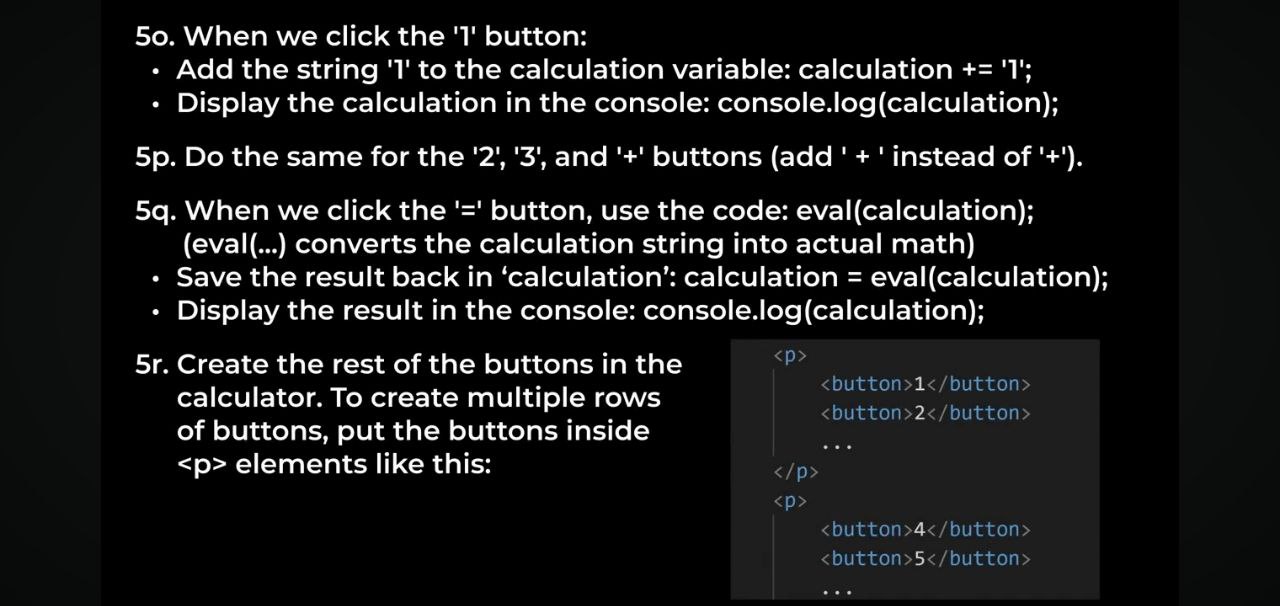 5o. When we click the '1' button:
• Add the string '1' to the calculation variable: calculation += '1';
• Display the calculation in the console: console.log(calculation);
5p. Do the same for the '2', '3', and '+' buttons (add ' + ' instead of '+').
5q. When we click the '=' button, use the code: eval(calculation);
(eval(...) converts the calculation string into actual math)
• Save the result back in ‘calculation’: calculation = eval(calculation);
• Display the result in the console: console.log(calculation);
5r. Create the rest of the buttons in the
calculator. To create multiple rows
of buttons, put the buttons inside
<p> elements like this:
<p>
<button>1</button>
<button>2</button>
...
</p>
<p>
<button>4</button>
<button>5</button>
...